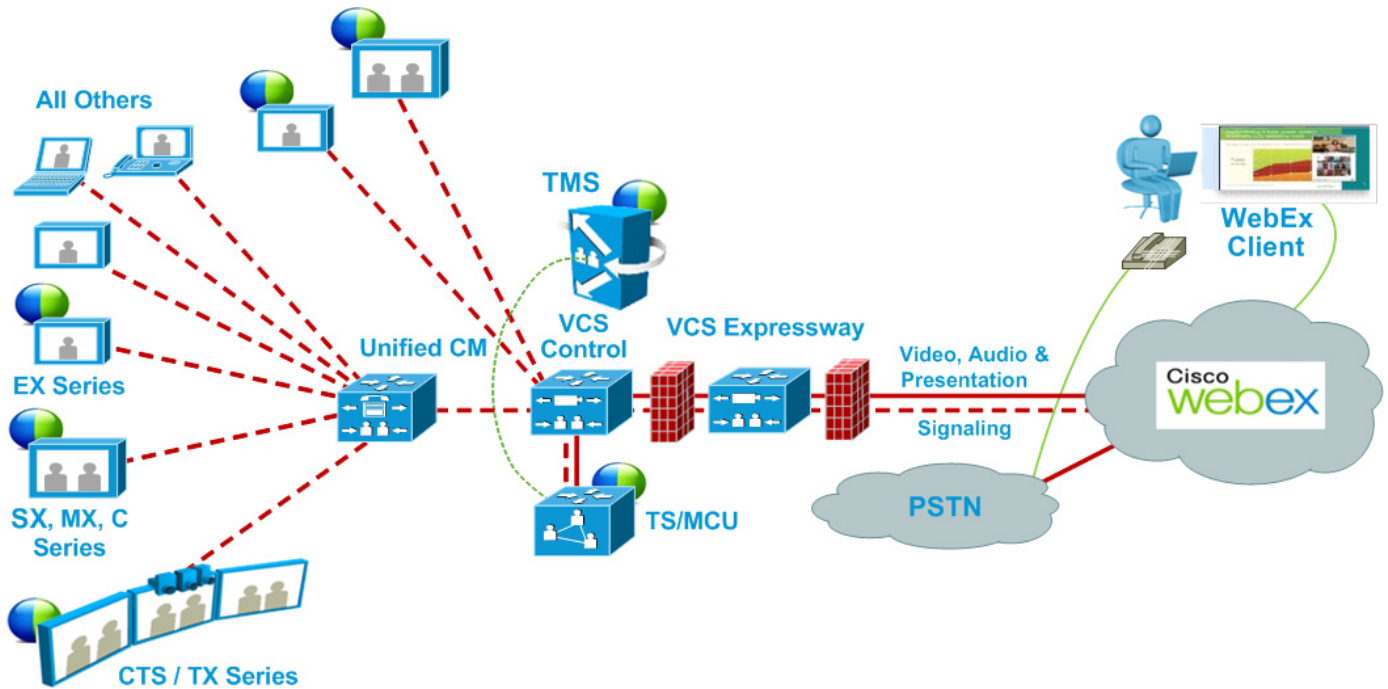 All Others
TMS
WebEx
Client
VCS
Control
VCS Expressway
Unified CM
Video, Audio &
Presentation
EX Series
Signaling
Cisco
webex
SX, MX, C
Series
TS/MCU
PSTN
CTS / TX Series